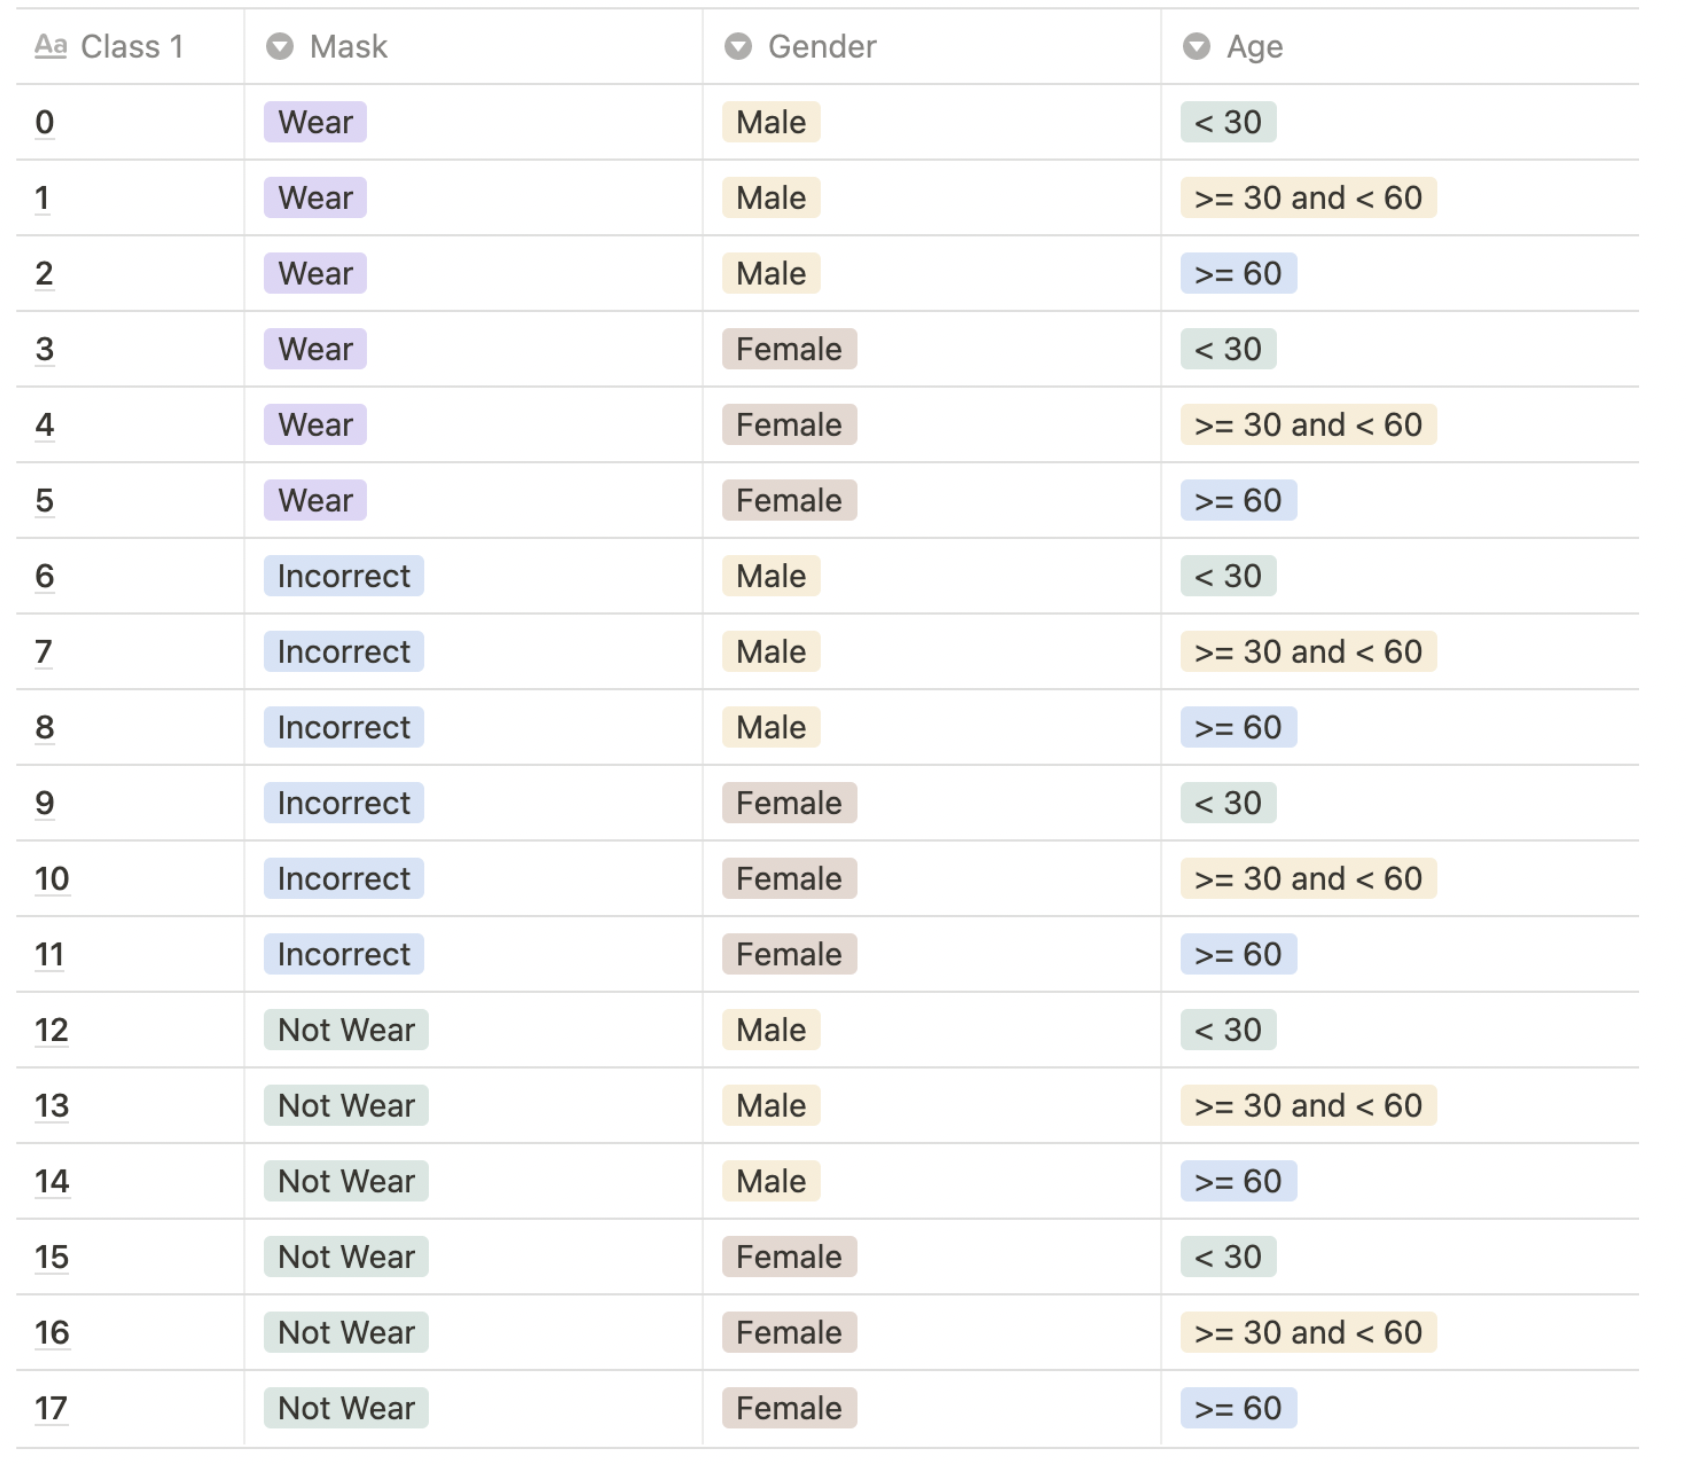 Aa Class 1 Mask Gender Age
0 Wear Male < 30
1 Wear Male >= 30 and < 60
2 Wear Male >= 60
3 Wear Female < 30
4 Wear Female >= 30 and < 60
5 Wear Female >= 60
6 Incorrect Male < 30
7 Incorrect Male >= 30 and < 60
8 Incorrect Male >= 60
9 Incorrect Female < 30
10 Incorrect Female >= 30 and < 60
11 Incorrect Female >= 60
12 Not Wear Male < 30
13 Not Wear Male >= 30 and < 60
14 Not Wear Male >= 60
15 Not Wear Female < 30
16 Not Wear Female >= 30 and < 60
17 Not Wear Female >= 60